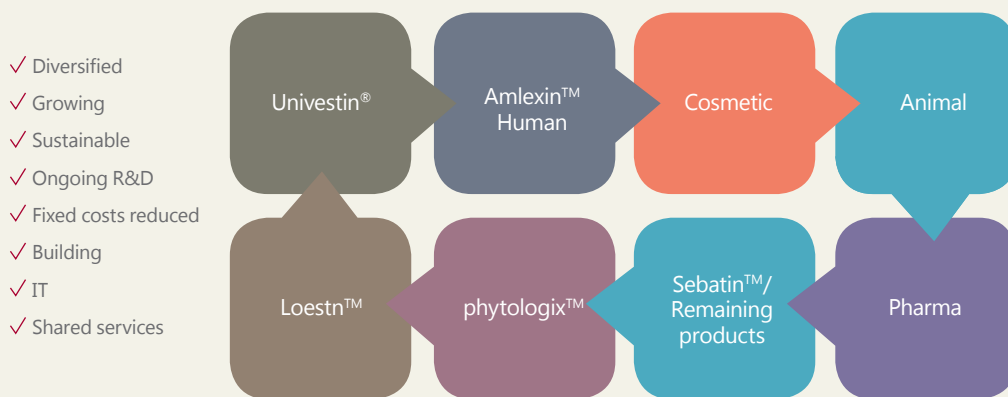 Diversified
Growing
Sustainable
Ongoing R&D
Fixed costs reduced
Building
IT
Shared services
Univestin®
Amlexin™
Human
Cosmetic
Animal
Loestn™
phytologix™
Sebatin™/
Remaining
products
Pharma